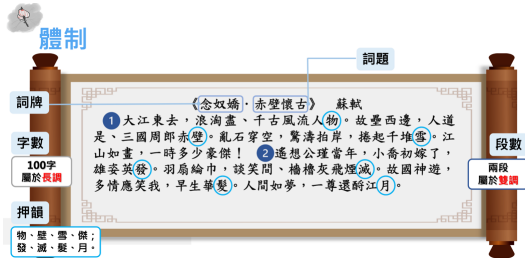 體制
詞題
詞牌
《念奴嬌·赤壁懷古》 蘇軾
1 大江東去，浪淘盡、千古風流人物。故壘西邊，人道
是、三國周郎赤壁。亂石穿空，驚濤拍岸，捲起千堆雪。江
山如畫，一時多少豪傑！ 2 遙想公瑾當年，小喬初嫁了，
雄姿英發。羽扇綸巾，談笑間、檣櫓灰飛煙滅。故國神遊，
多情應笑我，早生華髮。人間如夢，一尊還酹江月。
字數
100字
屬於長調
押韻
物、壁、雪、傑；
發、滅、髮、月。
段數
兩段
屬於雙調